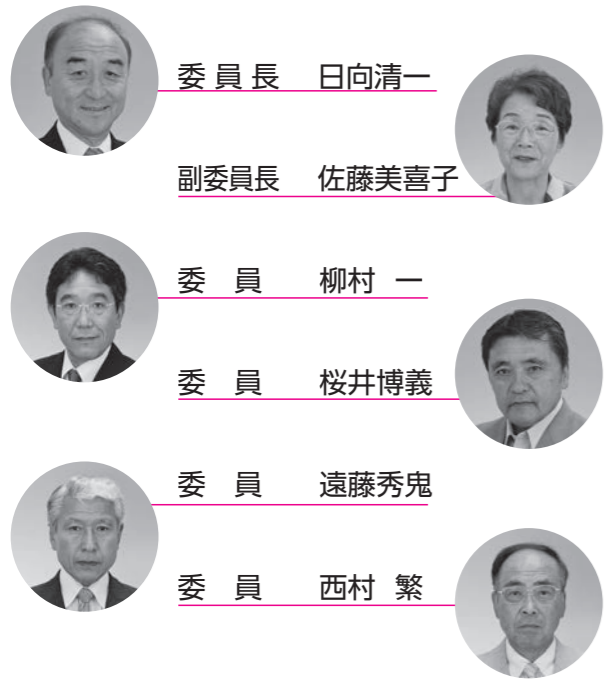 委員長 日向清一
副委員長 佐藤美喜子
委員 柳村 一
委員 桜井博義
委員 遠藤秀鬼
委員 西村 繁